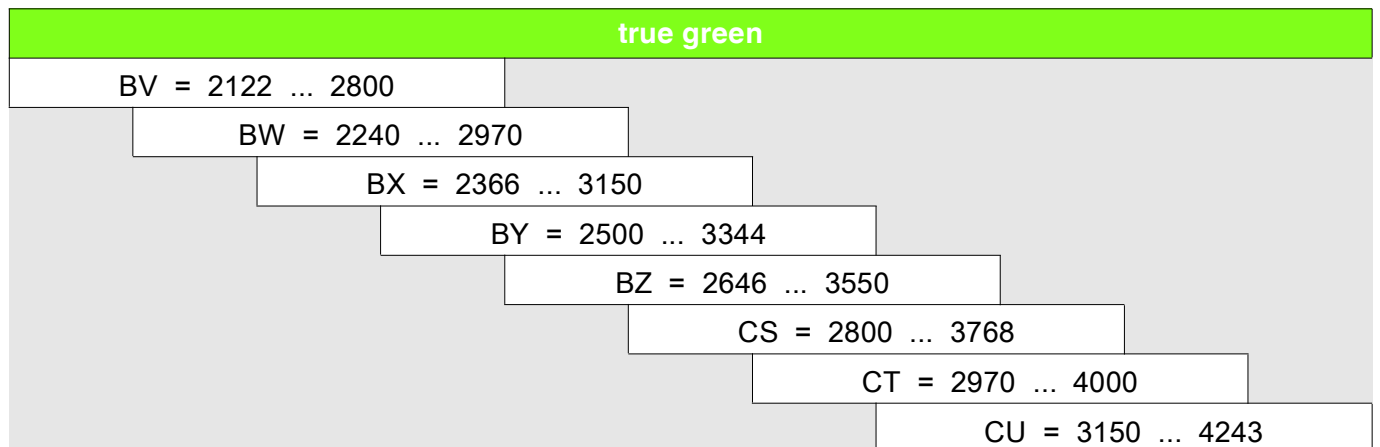 true green
BV = 2122 ... 2800
BW = 2240 ... 2970
BX = 2366 ... 3150
BY = 2500 ... 3344
BZ = 2646 ... 3550
CS = 2800 ... 3768
CT = 2970 ... 4000
CU = 3150 ... 4243